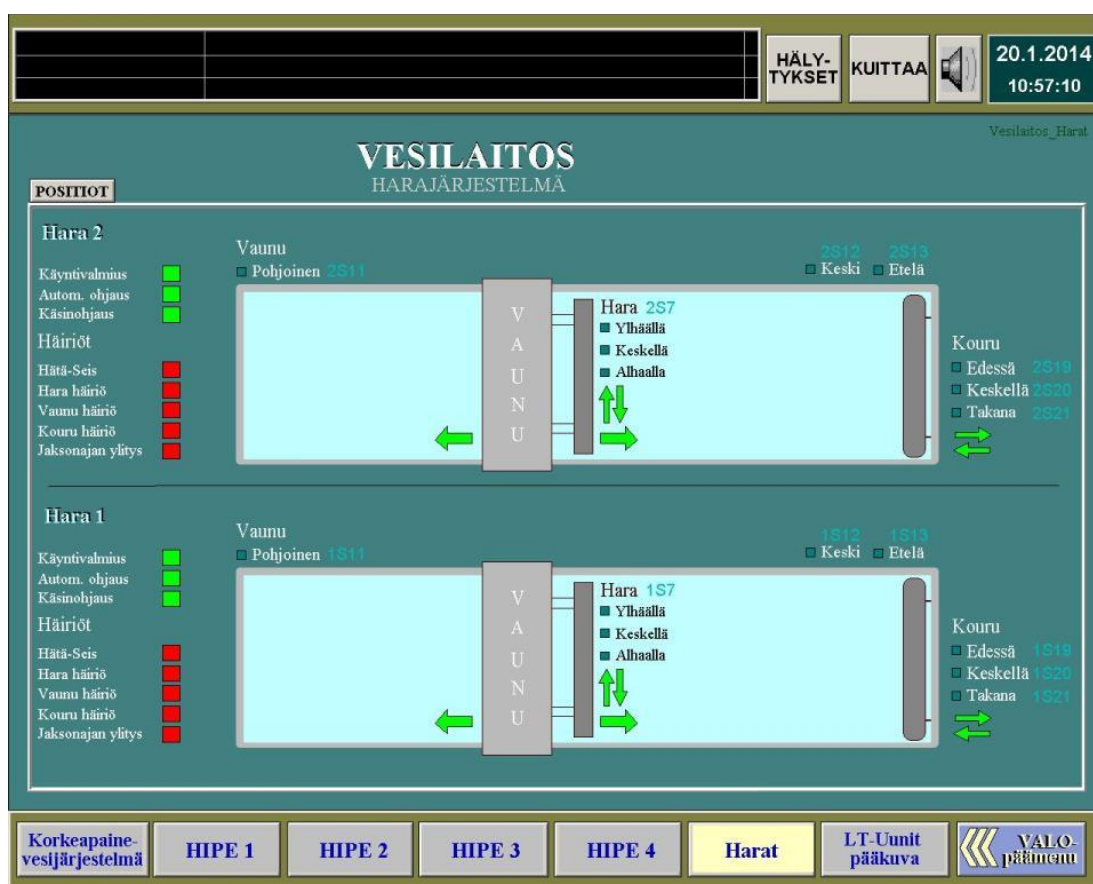 HÄLY-
TYKSET
KUITTAA
20.1.2014
10:57:10
Vesilaitos_Harat
VESILAITOS
HARAJÄRJESTELMÄ
POSITIOT
Hara 2
Käyntivalmius
Autom. ohjaus
Käsinohjaus
Häiriöt
Hätä-Seis
Hara häiriö
Vaunu häiriö
Kouru häiriö
Jaksonajan ylitys
Vaunu
Pohjoinen 2S11
2S12 2S13
Keski Etelä
VAUNU
Hara 2S7
Ylhäällä
Keskellä
Alhaalla
Kouru
Edessä 2S19
Keskellä 2S20
Takana 2S21
Hara 1
Käyntivalmius
Autom. ohjaus
Käsinohjaus
Häiriöt
Hätä-Seis
Hara häiriö
Vaunu häiriö
Kouru häiriö
Jaksonajan ylitys
Vaunu
Pohjoinen 1S11
1S12 1S13
Keski Etelä
VAUNU
Hara 1S7
Ylhäällä
Keskellä
Alhaalla
Kouru
Edessä 1S19
Keskellä 1S20
Takana 1S21
Korkeapaine-
vesijärjestelmä
HIPE 1
HIPE 2
HIPE 3
HIPE 4
Harat
LT-Uunit
pääkuva
VALO-
päämenu